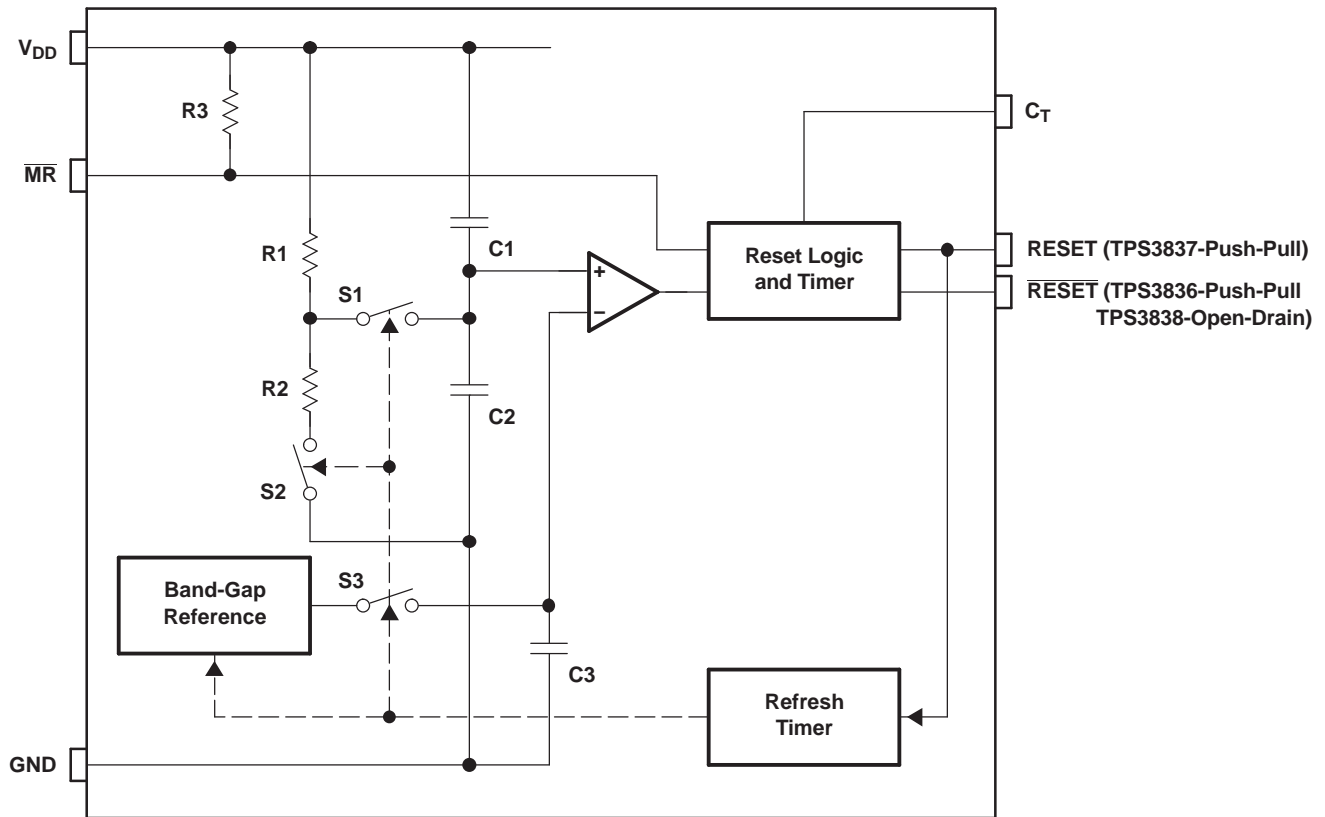 VDD
R3
CT
MR
R1
C1
Reset Logic
and Timer
RESET (TPS3837-Push-Pull)
RESET (TPS3836-Push-Pull
TPS3838-Open-Drain)
S1
+
−
R2
C2
S2
Band-Gap
Reference
S3
C3
Refresh
Timer
GND